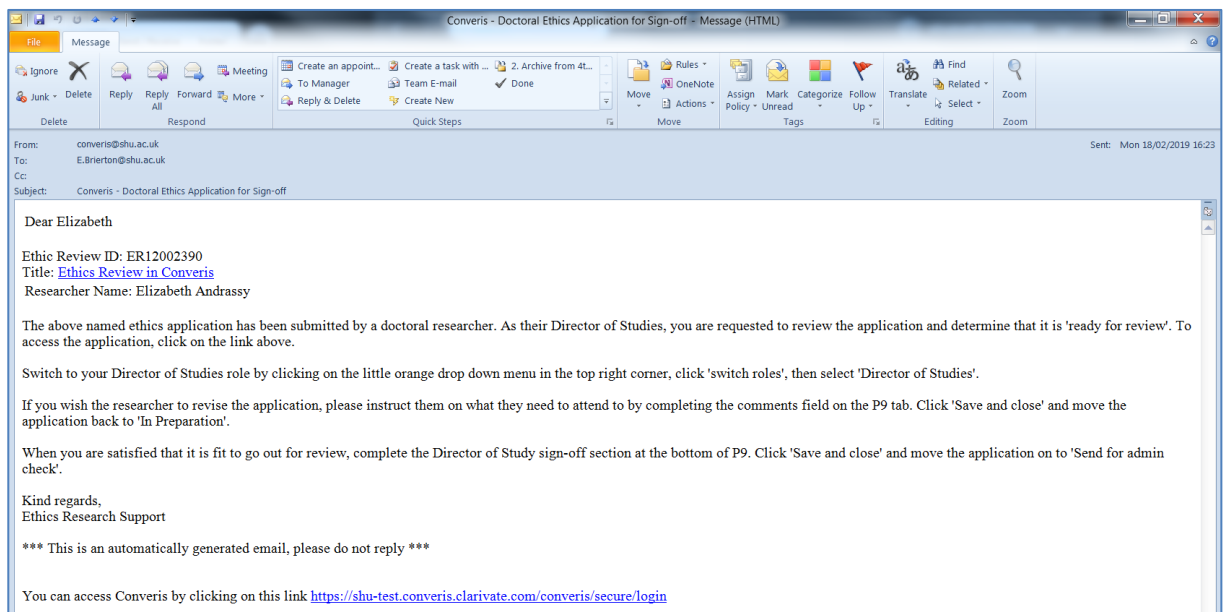 Converis - Doctoral Ethics Application for Sign-off - Message (HTML)
File Message
Ignore
Junk
Delete
Delete
Reply
Reply All
Forward
Meeting
More
Respond
Create an appoint...
To Manager
Reply & Delete
Create a task with ...
Team E-mail
Create New
2. Archive from 4t...
Done
Quick Steps
Move
Rules
OneNote
Actions
Move
Assign Policy
Mark Unread
Categorize
Follow Up
Tags
Translate
Find
Related
Select
Editing
Zoom
Zoom
From: converis@shu.ac.uk
Sent: Mon 18/02/2019 16:23
To: E.Brierton@shu.ac.uk
Cc:
Subject: Converis - Doctoral Ethics Application for Sign-off
Dear Elizabeth
Ethic Review ID: ER12002390
Title: Ethics Review in Converis
Researcher Name: Elizabeth Andrassy
The above named ethics application has been submitted by a doctoral researcher. As their Director of Studies, you are requested to review the application and determine that it is 'ready for review'. To
access the application, click on the link above.
Switch to your Director of Studies role by clicking on the little orange drop down menu in the top right corner, click 'switch roles', then select 'Director of Studies'.
If you wish the researcher to revise the application, please instruct them on what they need to attend to by completing the comments field on the P9 tab. Click 'Save and close' and move the
application back to 'In Preparation'.
When you are satisfied that it is fit to go out for review, complete the Director of Study sign-off section at the bottom of P9. Click 'Save and close' and move the application on to 'Send for admin
check'.
Kind regards,
Ethics Research Support
*** This is an automatically generated email, please do not reply ***
You can access Converis by clicking on this link https://shu-test.converis.clarivate.com/converis/secure/login